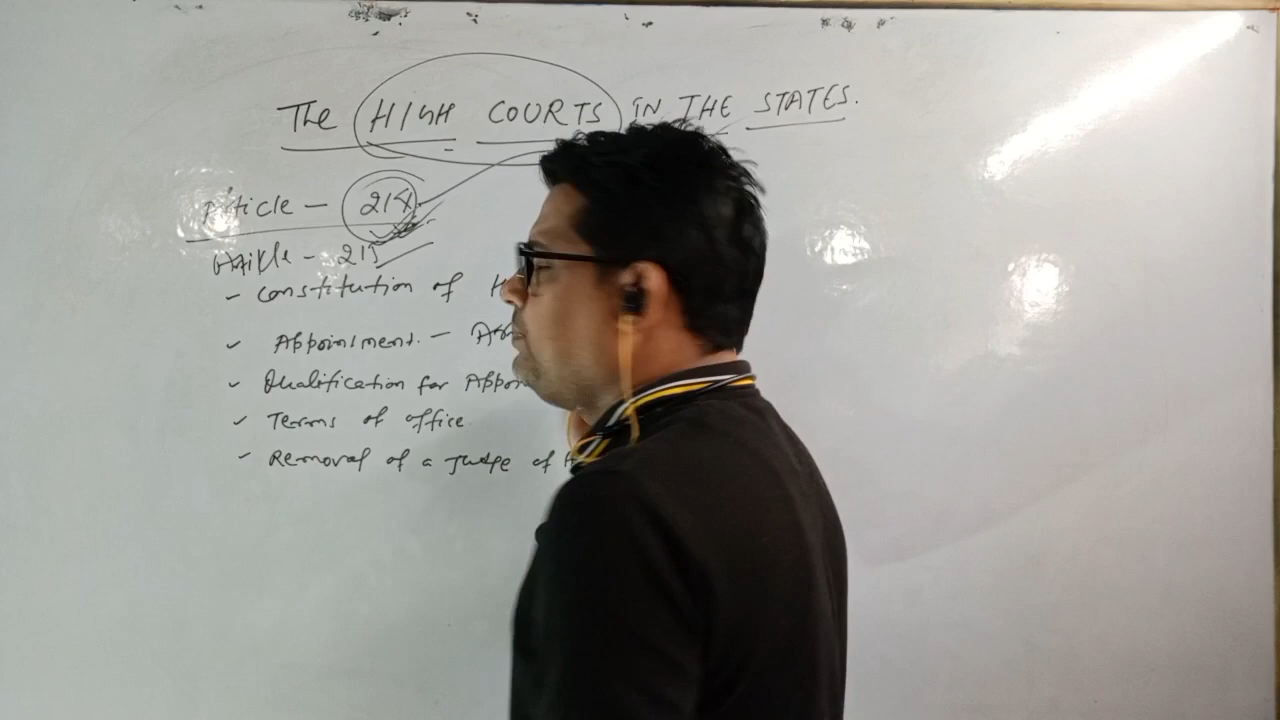 The HIGH COURTS IN THE STATES.
Article - 214
Article - 215
- Constitution of H
- Appointment. -
- Qualification for Appoin
- Terms of office
- Removal of a Judge of H